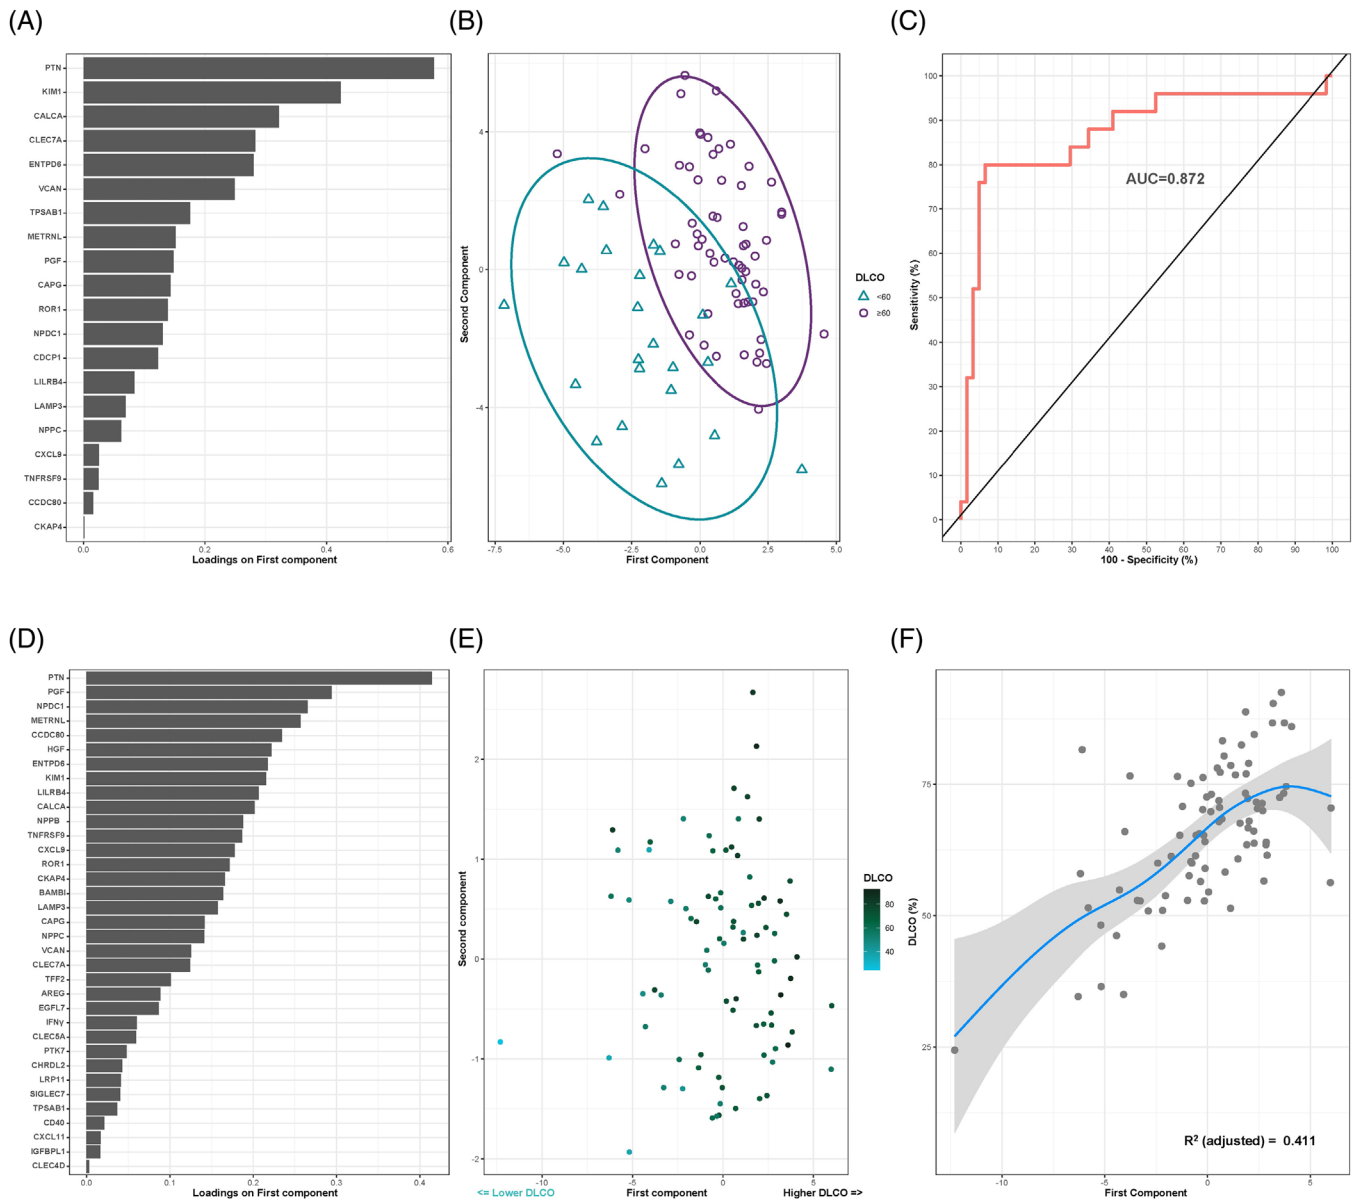 (A)
PTN
KIM1
CALCA
CLEC7A
ENTPD6
VCAN
TPSAB1
METRNL
PGF
CAPG
ROR1
NPDC1
CDCP1
LILRB4
LAMP3
NPPC
CXCL9
TNFRSF9
CCDC80
CKAP4
0.0 0.2 0.4 0.6
Loadings on First component
(B)
Second Component
4
0
-4
-7.5 -5.0 -2.5 0.0 2.5 5.0
First Component
DLCO
<60
≥60
(C)
Sensitivity (%)
100
90
80
70
60
50
40
30
20
10
0
AUC=0.872
0 10 20 30 40 50 60 70 80 90 100
100 - Specificity (%)
(D)
PTN
PGF
NPDC1
METRNL
CCDC80
HGF
ENTPD6
KIM1
LILRB4
CALCA
NPPB
TNFRSF9
CXCL9
ROR1
CKAP4
BAMBI
LAMP3
CAPG
NPPC
VCAN
CLEC7A
TFF2
AREG
EGFL7
IFNγ
CLEC5A
PTK7
CHRDL2
LRP11
SIGLEC7
TPSAB1
CD40
CXCL11
IGFBPL1
CLEC4D
0.0 0.1 0.2 0.3 0.4
Loadings on First component
(E)
Second component
2
1
0
-1
-2
-10 -5 0 5
<= Lower DLCO First component Higher DLCO =>
DLCO
80
60
40
(F)
DLCO (%)
75
50
25
R² (adjusted) = 0.411
-10 -5 0 5
First Component